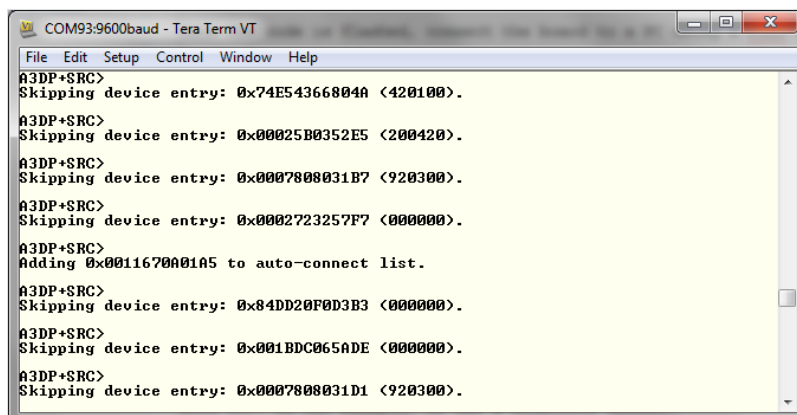 COM93:9600baud - Tera Term VT
File Edit Setup Control Window Help
A3DP+SRC>
Skipping device entry: 0x74E54366804A (420100).
A3DP+SRC>
Skipping device entry: 0x00025B0352E5 (200420).
A3DP+SRC>
Skipping device entry: 0x0007808031B7 (920300).
A3DP+SRC>
Skipping device entry: 0x0002723257F7 (000000).
A3DP+SRC>
Adding 0x0011670A01A5 to auto-connect list.
A3DP+SRC>
Skipping device entry: 0x84DD20F0D3B3 (000000).
A3DP+SRC>
Skipping device entry: 0x001BDC065ADE (000000).
A3DP+SRC>
Skipping device entry: 0x0007808031D1 (920300).